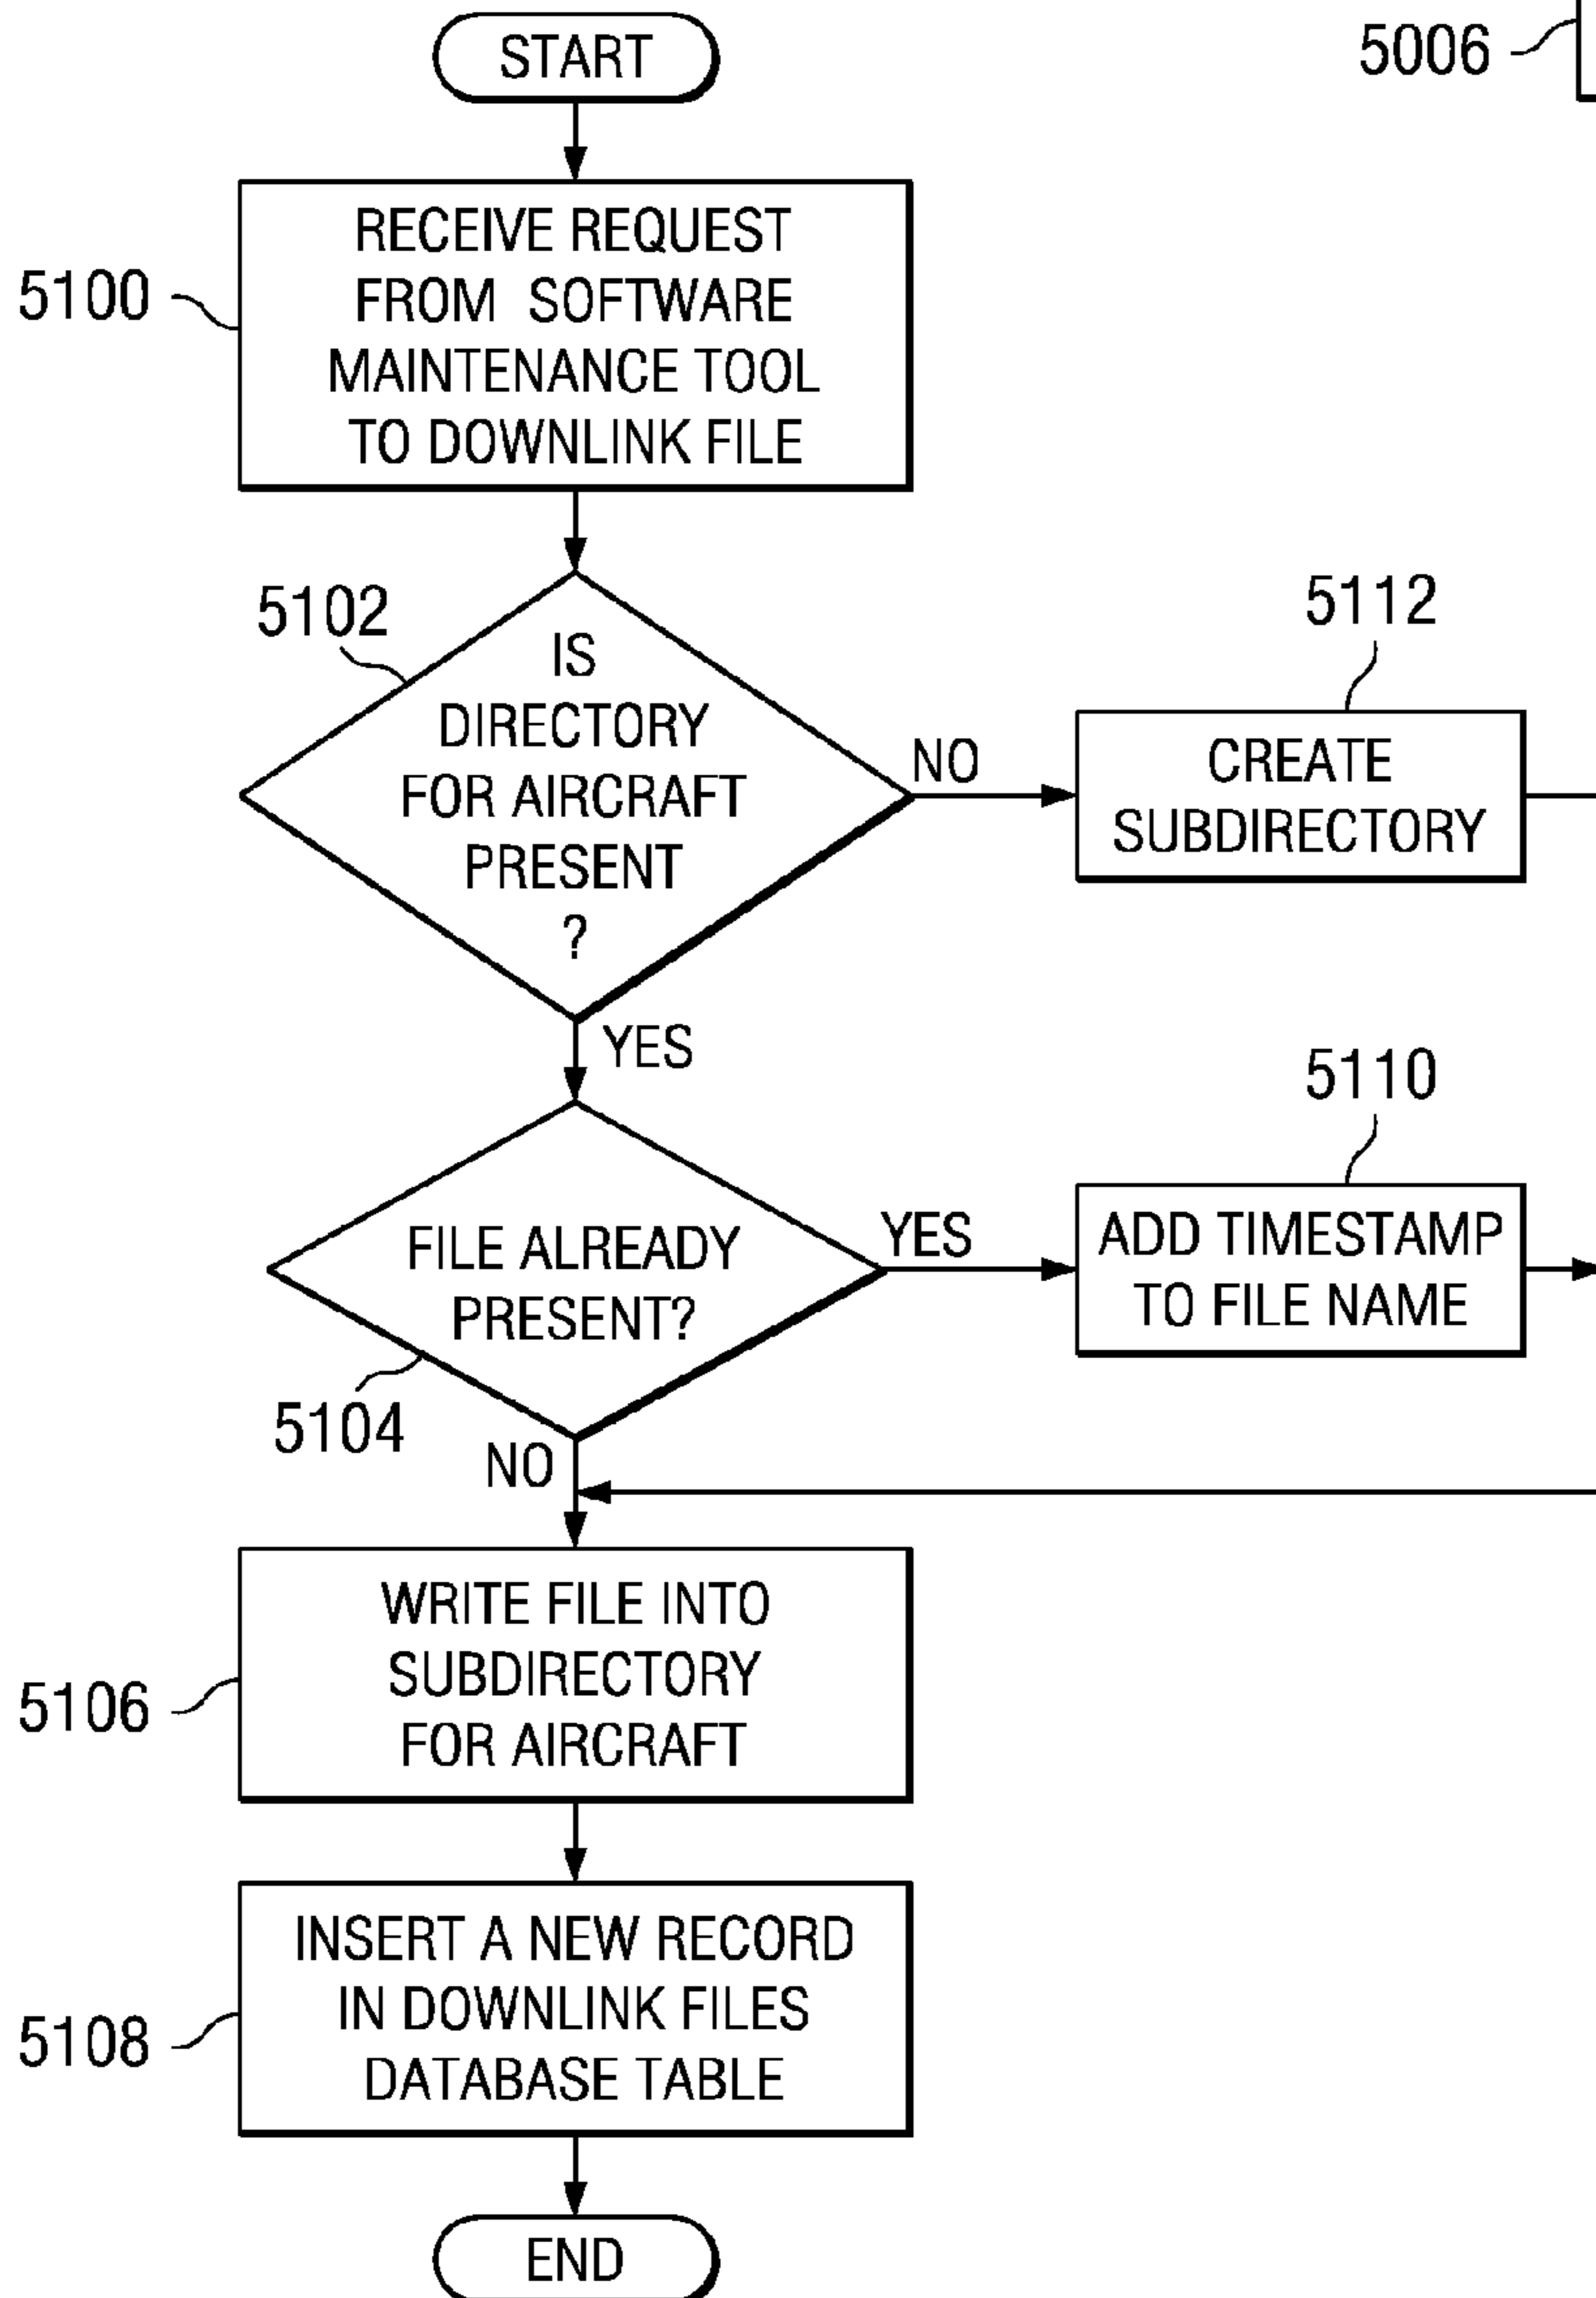 START
5006
5100
RECEIVE REQUEST
FROM SOFTWARE
MAINTENANCE TOOL
TO DOWNLINK FILE
5102
IS
DIRECTORY
FOR AIRCRAFT
PRESENT
?
NO
5112
CREATE
SUBDIRECTORY
YES
FILE ALREADY
PRESENT?
5104
YES
5110
ADD TIMESTAMP
TO FILE NAME
NO
5106
WRITE FILE INTO
SUBDIRECTORY
FOR AIRCRAFT
5108
INSERT A NEW RECORD
IN DOWNLINK FILES
DATABASE TABLE
END